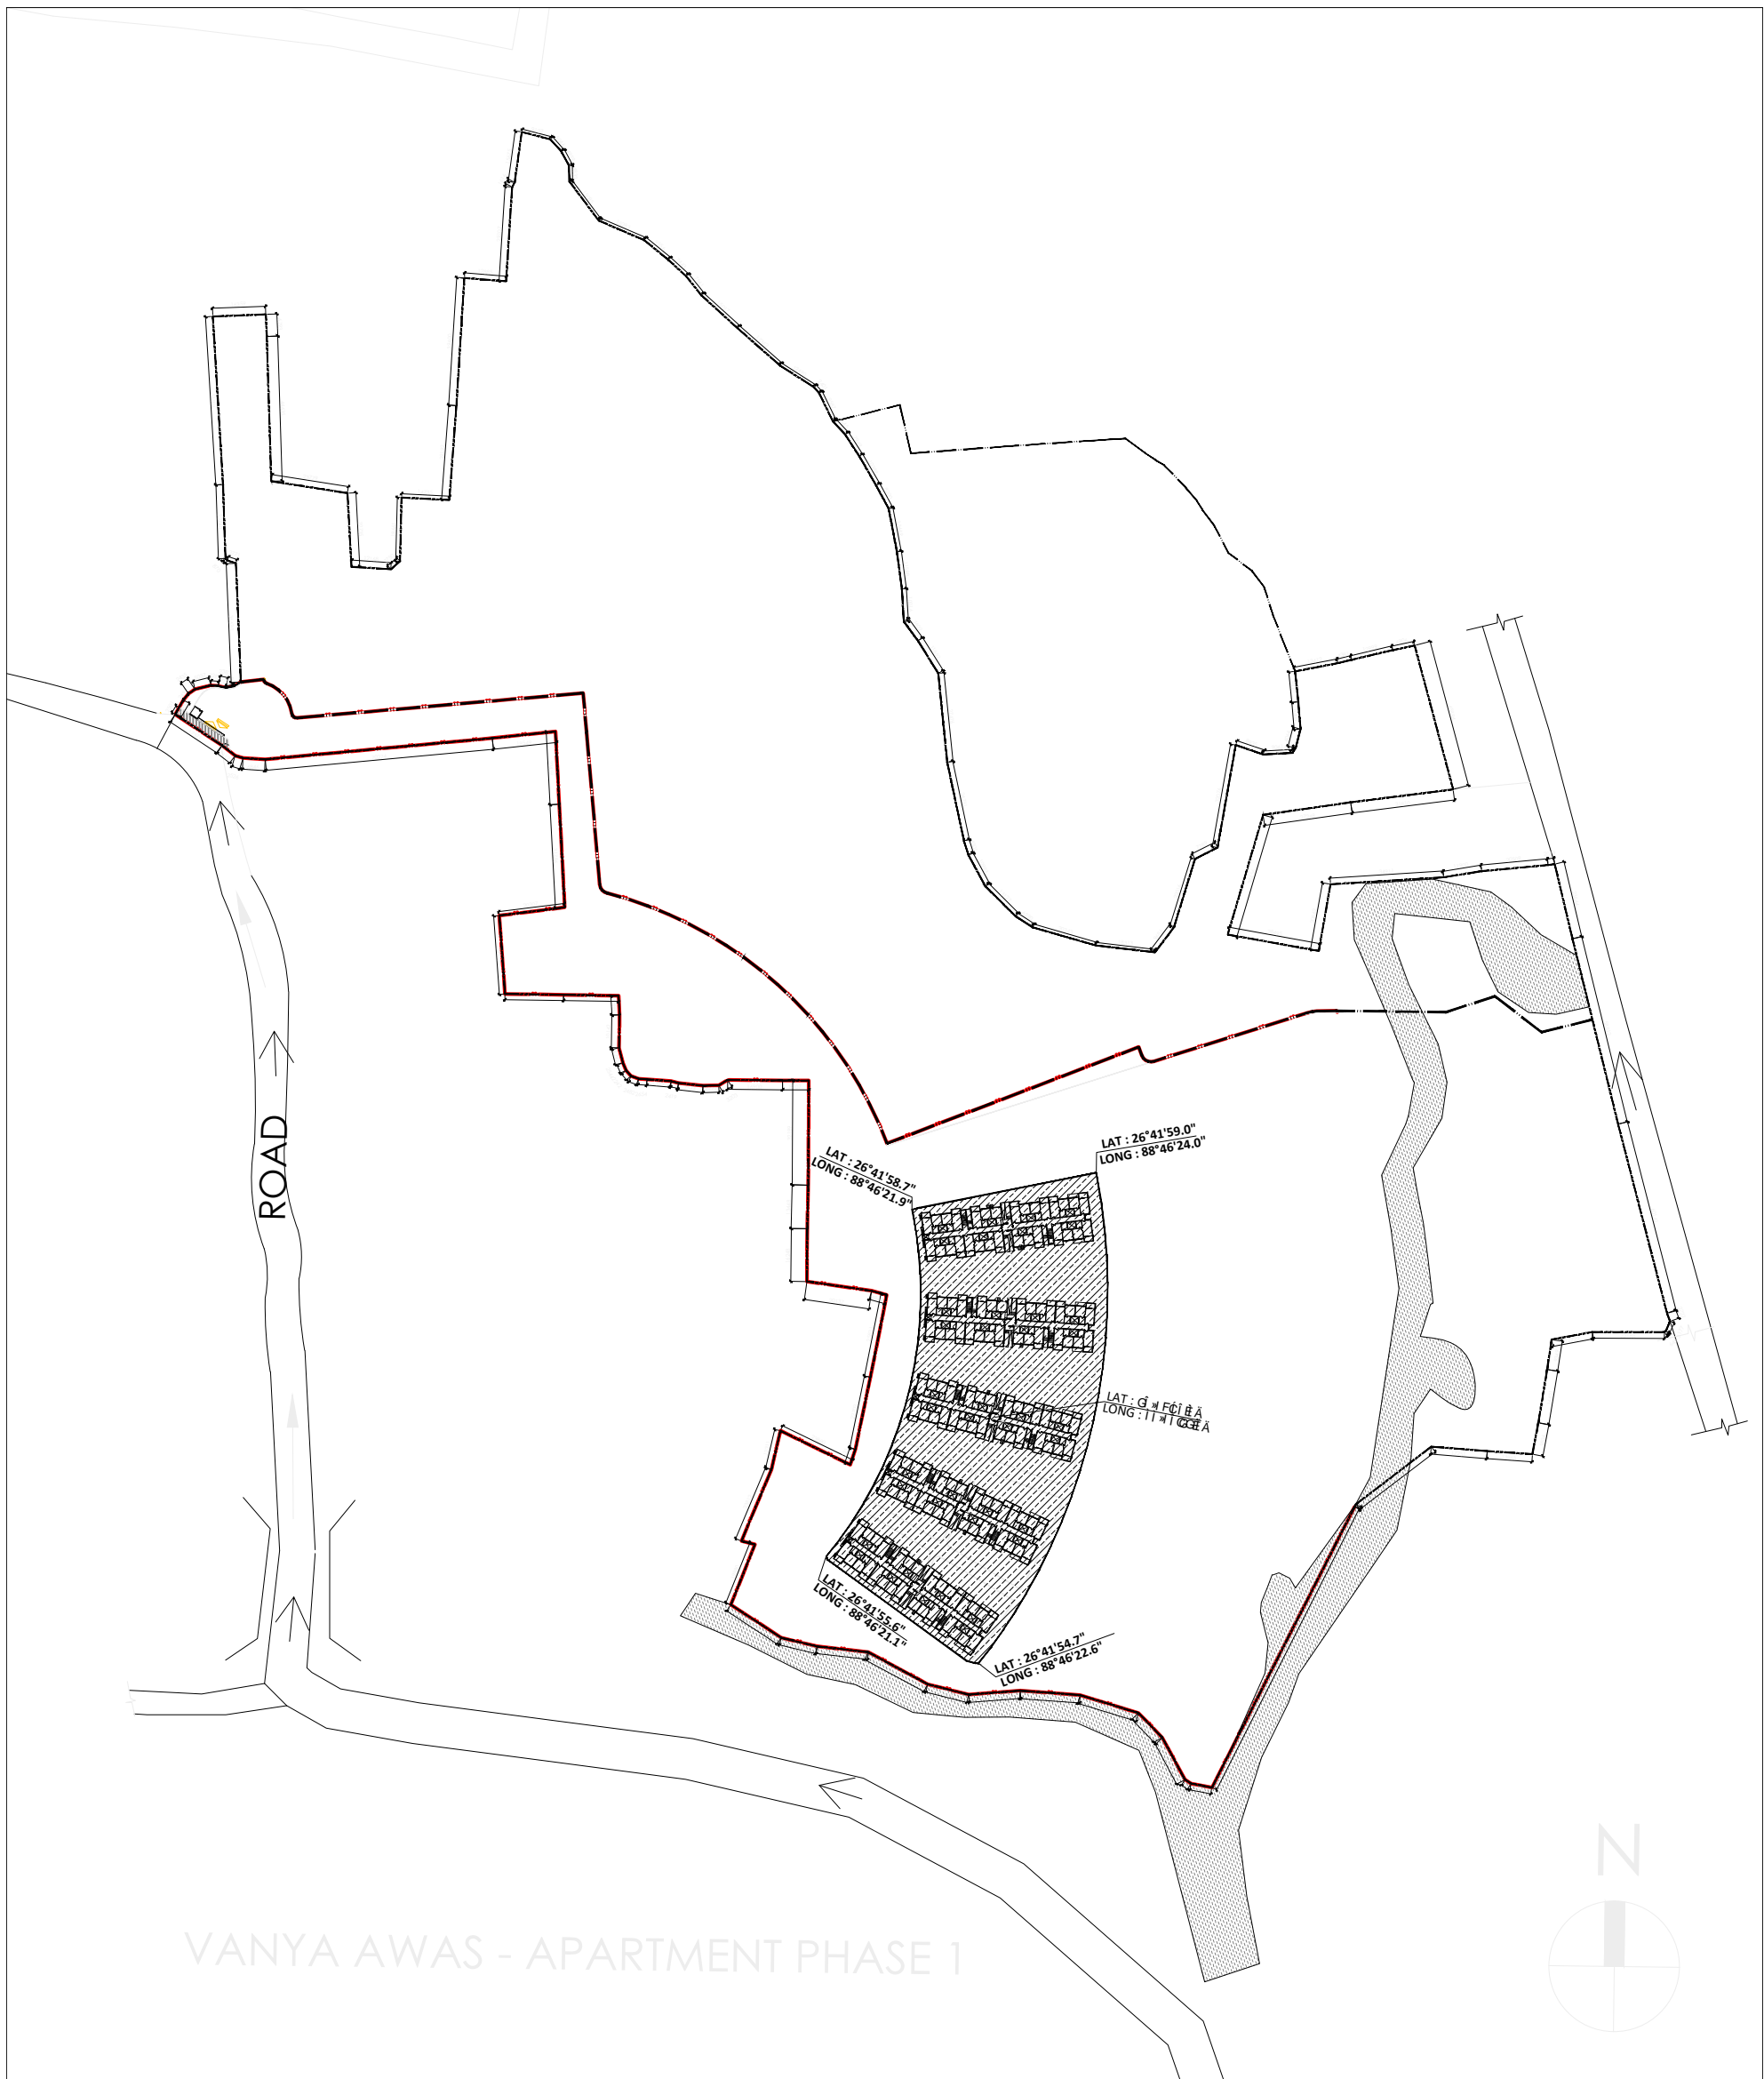 ROAD
LAT : 26°41'58.7"
LONG : 88°46'21.9"
LAT : 26°41'59.0"
LONG : 88°46'24.0"
LAT :
LONG :
LAT : 26°41'55.6"
LONG : 88°46'21.1"
LAT : 26°41'54.7"
LONG : 88°46'22.6"
N
VANYA AWAS - APARTMENT PHASE 1